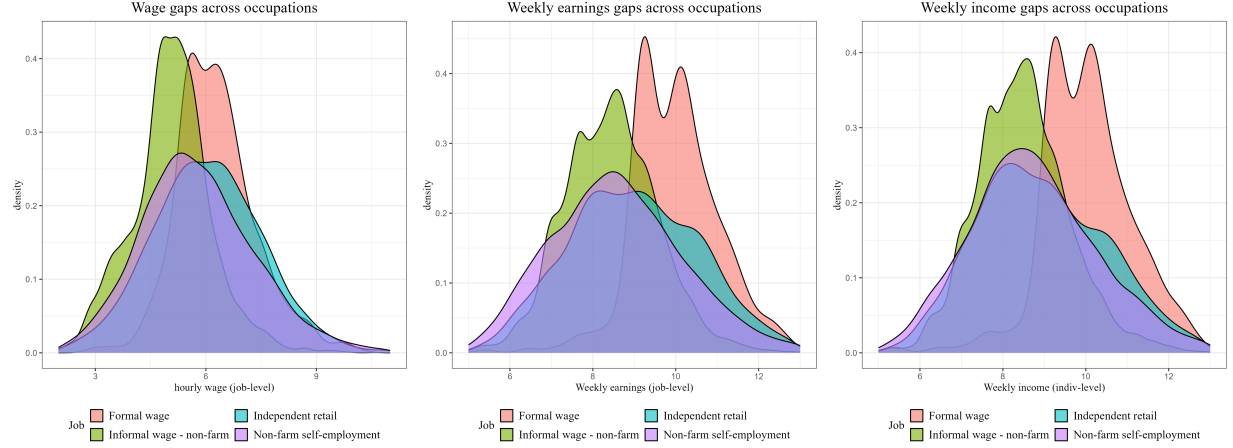 Wage gaps across occupations
0.4
0.3
0.2
0.1
0.0
density
3 6 9
hourly wage (job-level)
Job
Formal wage
Independent retail
Informal wage - non-farm
Non-farm self-employment
Weekly earnings gaps across occupations
0.4
0.3
0.2
0.1
0.0
density
6 8 10 12
Weekly earnings (job-level)
Job
Formal wage
Independent retail
Informal wage - non-farm
Non-farm self-employment
Weekly income gaps across occupations
0.4
0.3
0.2
0.1
0.0
density
6 8 10 12
Weekly income (indiv-level)
Job
Formal wage
Independent retail
Informal wage - non-farm
Non-farm self-employment